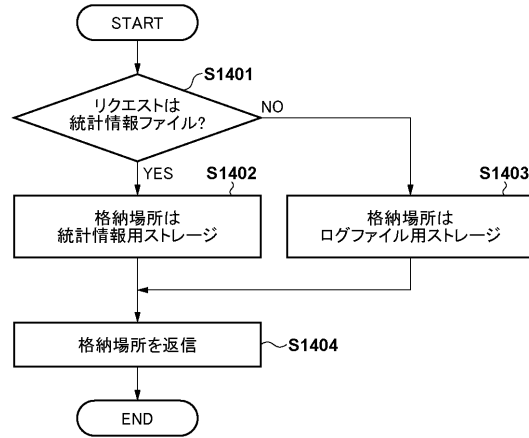 START
S1401
リクエストは
統計情報ファイル?
NO
YES
S1402
S1403
格納場所は
統計情報用ストレージ
格納場所は
ログファイル用ストレージ
格納場所を返信
S1404
END